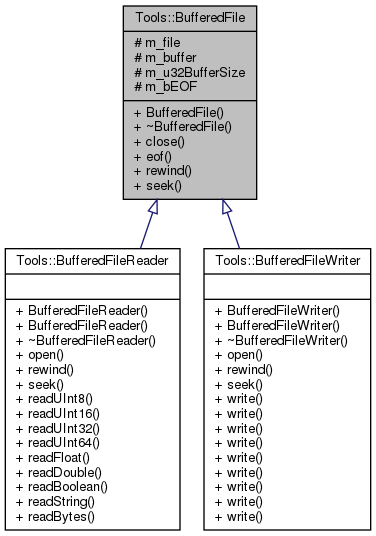 Tools::BufferedFile
# m_file
# m_buffer
# m_u32BufferSize
# m_bEOF
+ BufferedFile()
+ ~BufferedFile()
+ close()
+ eof()
+ rewind()
+ seek()
Tools::BufferedFileReader
+ BufferedFileReader()
+ BufferedFileReader()
+ ~BufferedFileReader()
+ open()
+ rewind()
+ seek()
+ readUInt8()
+ readUInt16()
+ readUInt32()
+ readUInt64()
+ readFloat()
+ readDouble()
+ readBoolean()
+ readString()
+ readBytes()
Tools::BufferedFileWriter
+ BufferedFileWriter()
+ BufferedFileWriter()
+ ~BufferedFileWriter()
+ open()
+ rewind()
+ seek()
+ write()
+ write()
+ write()
+ write()
+ write()
+ write()
+ write()
+ write()
+ write()